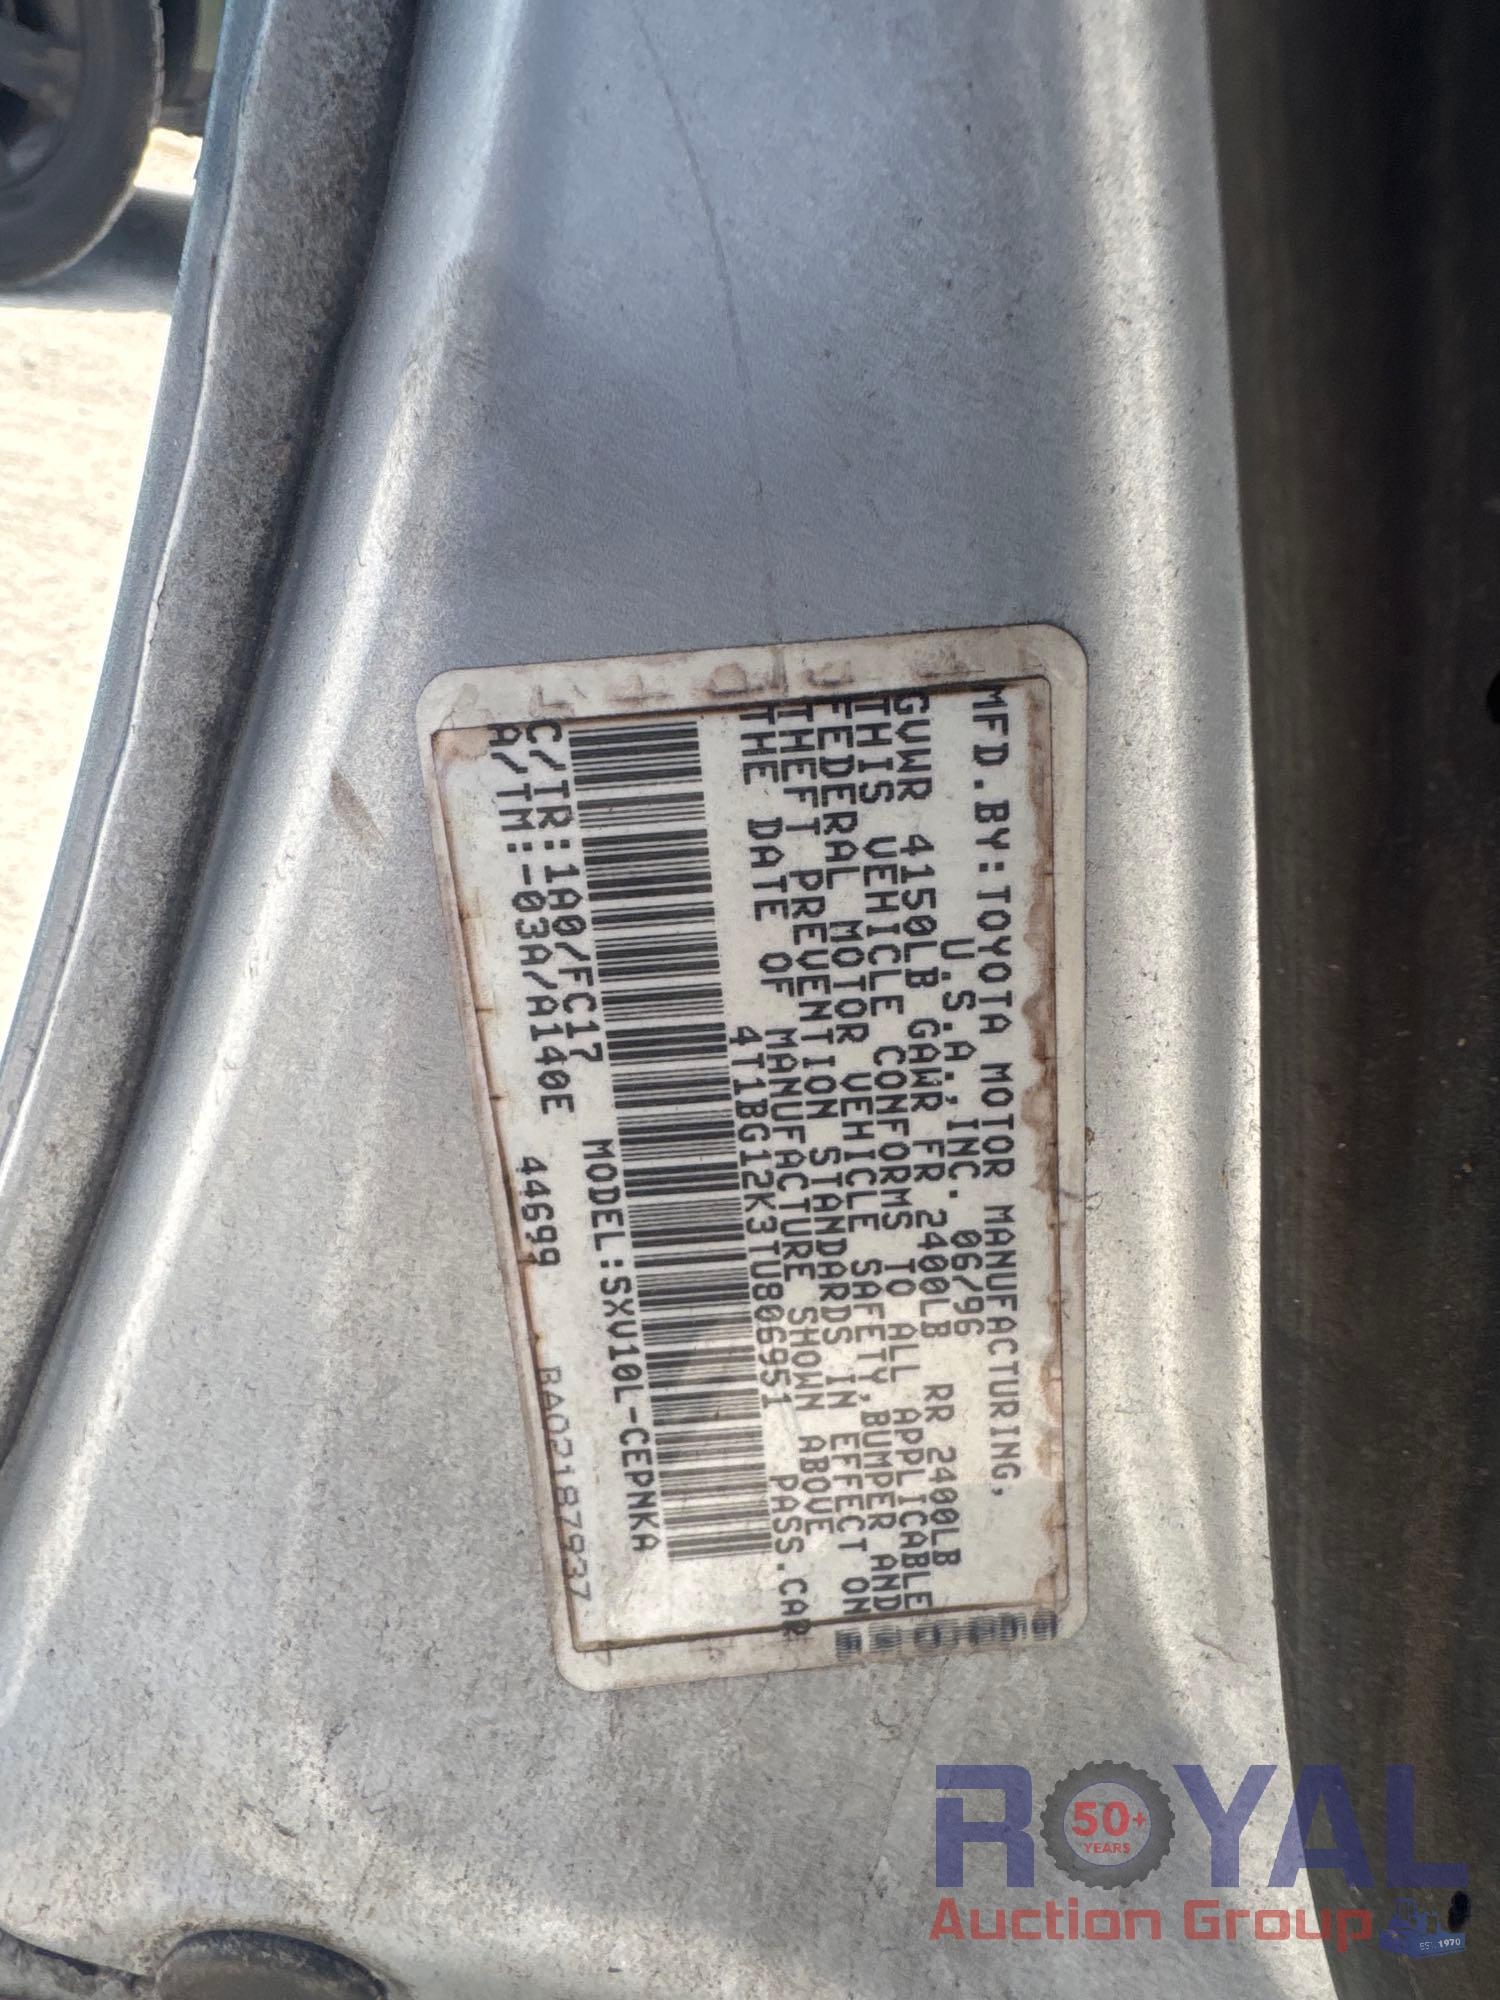 MFD.BY:TOYOTA MOTOR MANUFACTURING,
U.S.A.,INC. 06/96
GVWR 4150LB GAWR FR 2400LB RR 2400LB
THIS VEHICLE CONFORMS TO ALL APPLICABLE
FEDERAL MOTOR VEHICLE SAFETY,BUMPER AND
THEFT PREVENTION STANDARDS IN EFFECT ON
THE DATE OF MANUFACTURE SHOWN ABOVE
4T1BG12K3TU806951 PASS.CAR
MODEL:SXV10L-CEPNKA
C/TR:1A0/FC17
A/TM:-03A/A140E 44699
BA02187937
ROYAL
50+
YEARS
Auction Group
EST. 1970